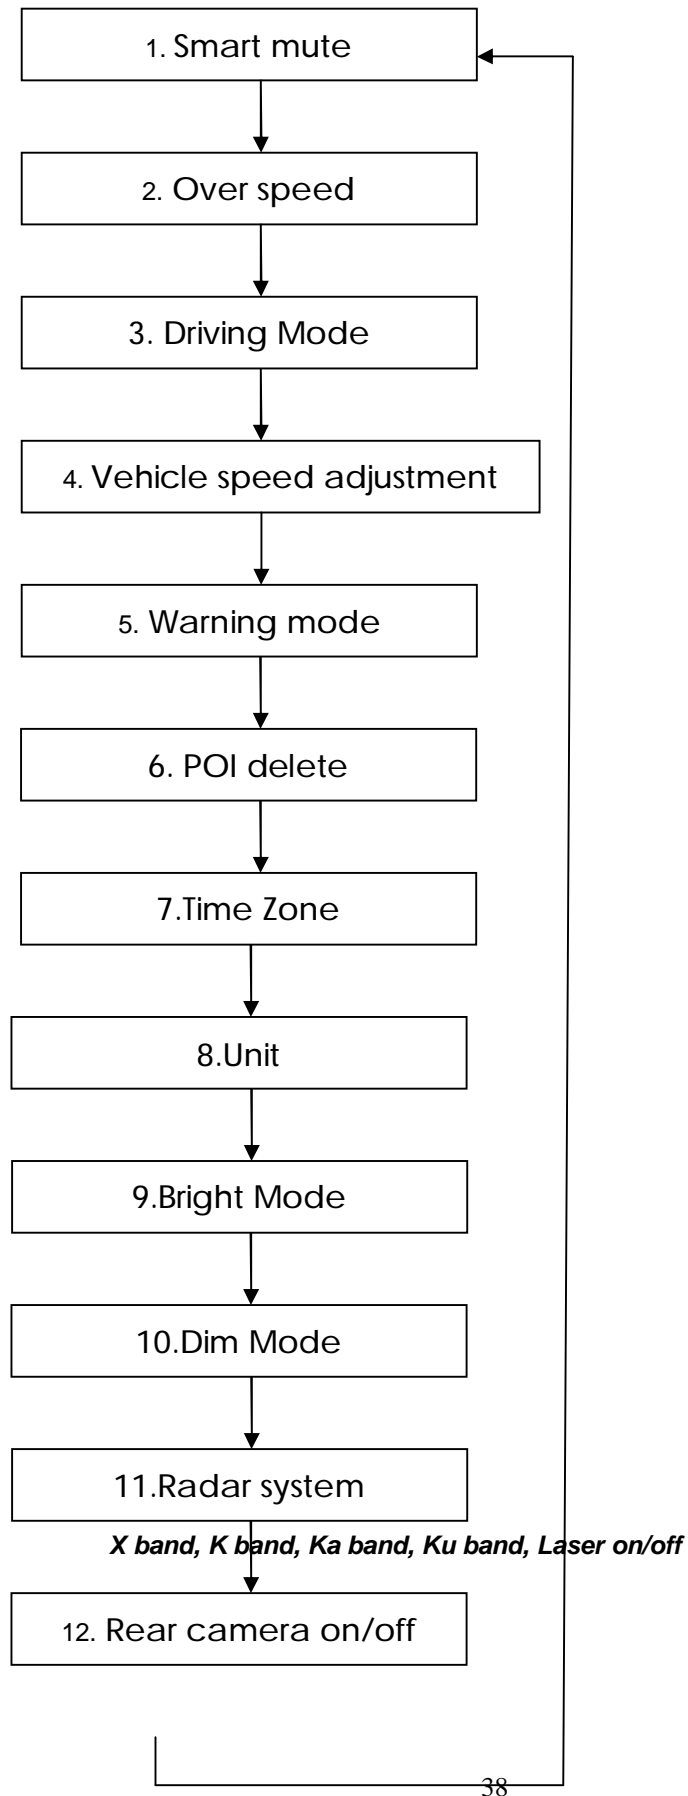 1. Smart mute
2. Over speed
3. Driving Mode
4. Vehicle speed adjustment
5. Warning mode
6. POI delete
7.Time Zone
8.Unit
9.Bright Mode
10.Dim Mode
11.Radar system
X band, K band, Ka band, Ku band, Laser on/off
12. Rear camera on/off
38